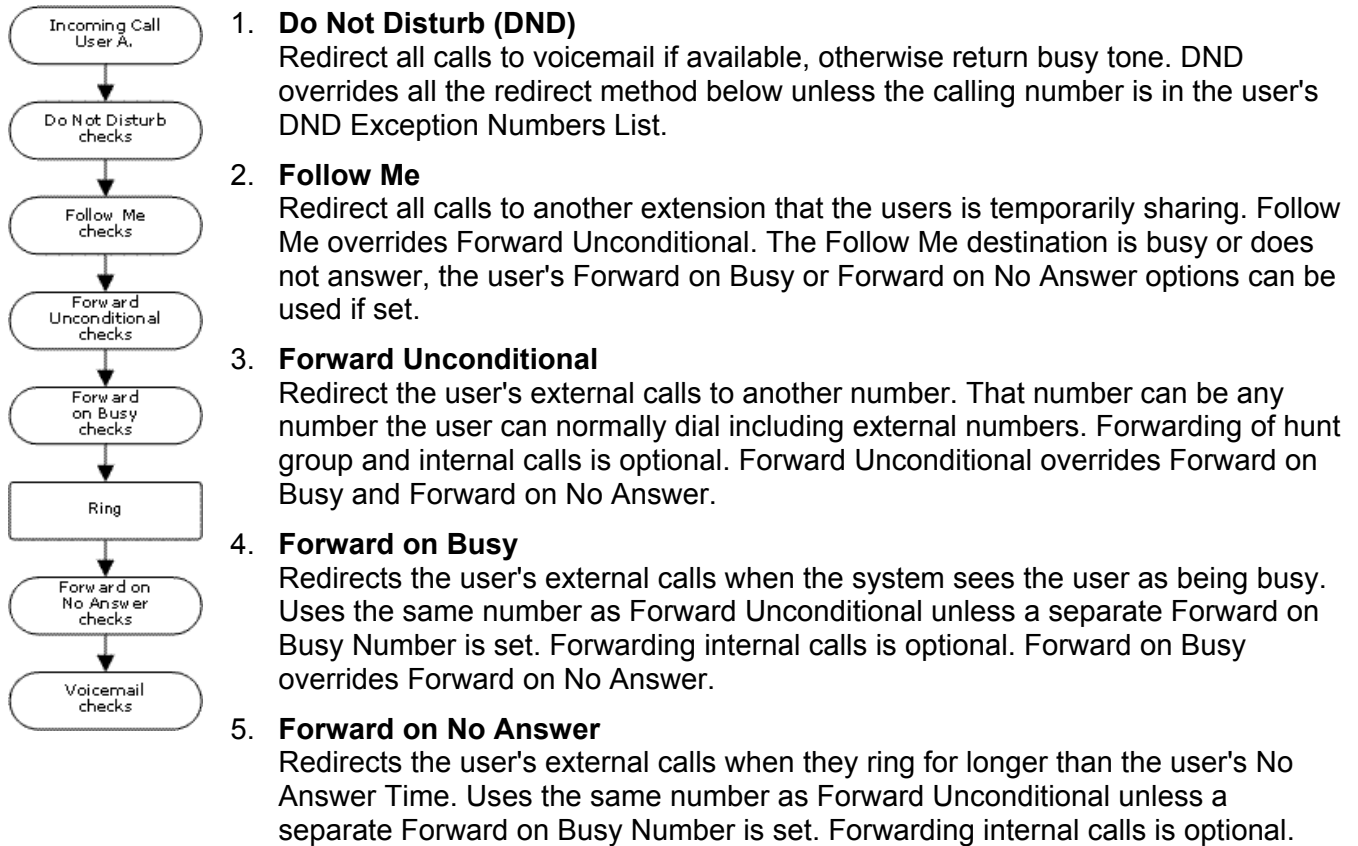 Incoming Call
User A.
Do Not Disturb
checks
Follow Me
checks
Forward
Unconditional
checks
Forward
on Busy
checks
Ring
Forward on
No Answer
checks
Voicemail
checks
1. Do Not Disturb (DND)
Redirect all calls to voicemail if available, otherwise return busy tone. DND
overrides all the redirect method below unless the calling number is in the user's
DND Exception Numbers List.
2. Follow Me
Redirect all calls to another extension that the users is temporarily sharing. Follow
Me overrides Forward Unconditional. The Follow Me destination is busy or does
not answer, the user's Forward on Busy or Forward on No Answer options can be
used if set.
3. Forward Unconditional
Redirect the user's external calls to another number. That number can be any
number the user can normally dial including external numbers. Forwarding of hunt
group and internal calls is optional. Forward Unconditional overrides Forward on
Busy and Forward on No Answer.
4. Forward on Busy
Redirects the user's external calls when the system sees the user as being busy.
Uses the same number as Forward Unconditional unless a separate Forward on
Busy Number is set. Forwarding internal calls is optional. Forward on Busy
overrides Forward on No Answer.
5. Forward on No Answer
Redirects the user's external calls when they ring for longer than the user's No
Answer Time. Uses the same number as Forward Unconditional unless a
separate Forward on Busy Number is set. Forwarding internal calls is optional.